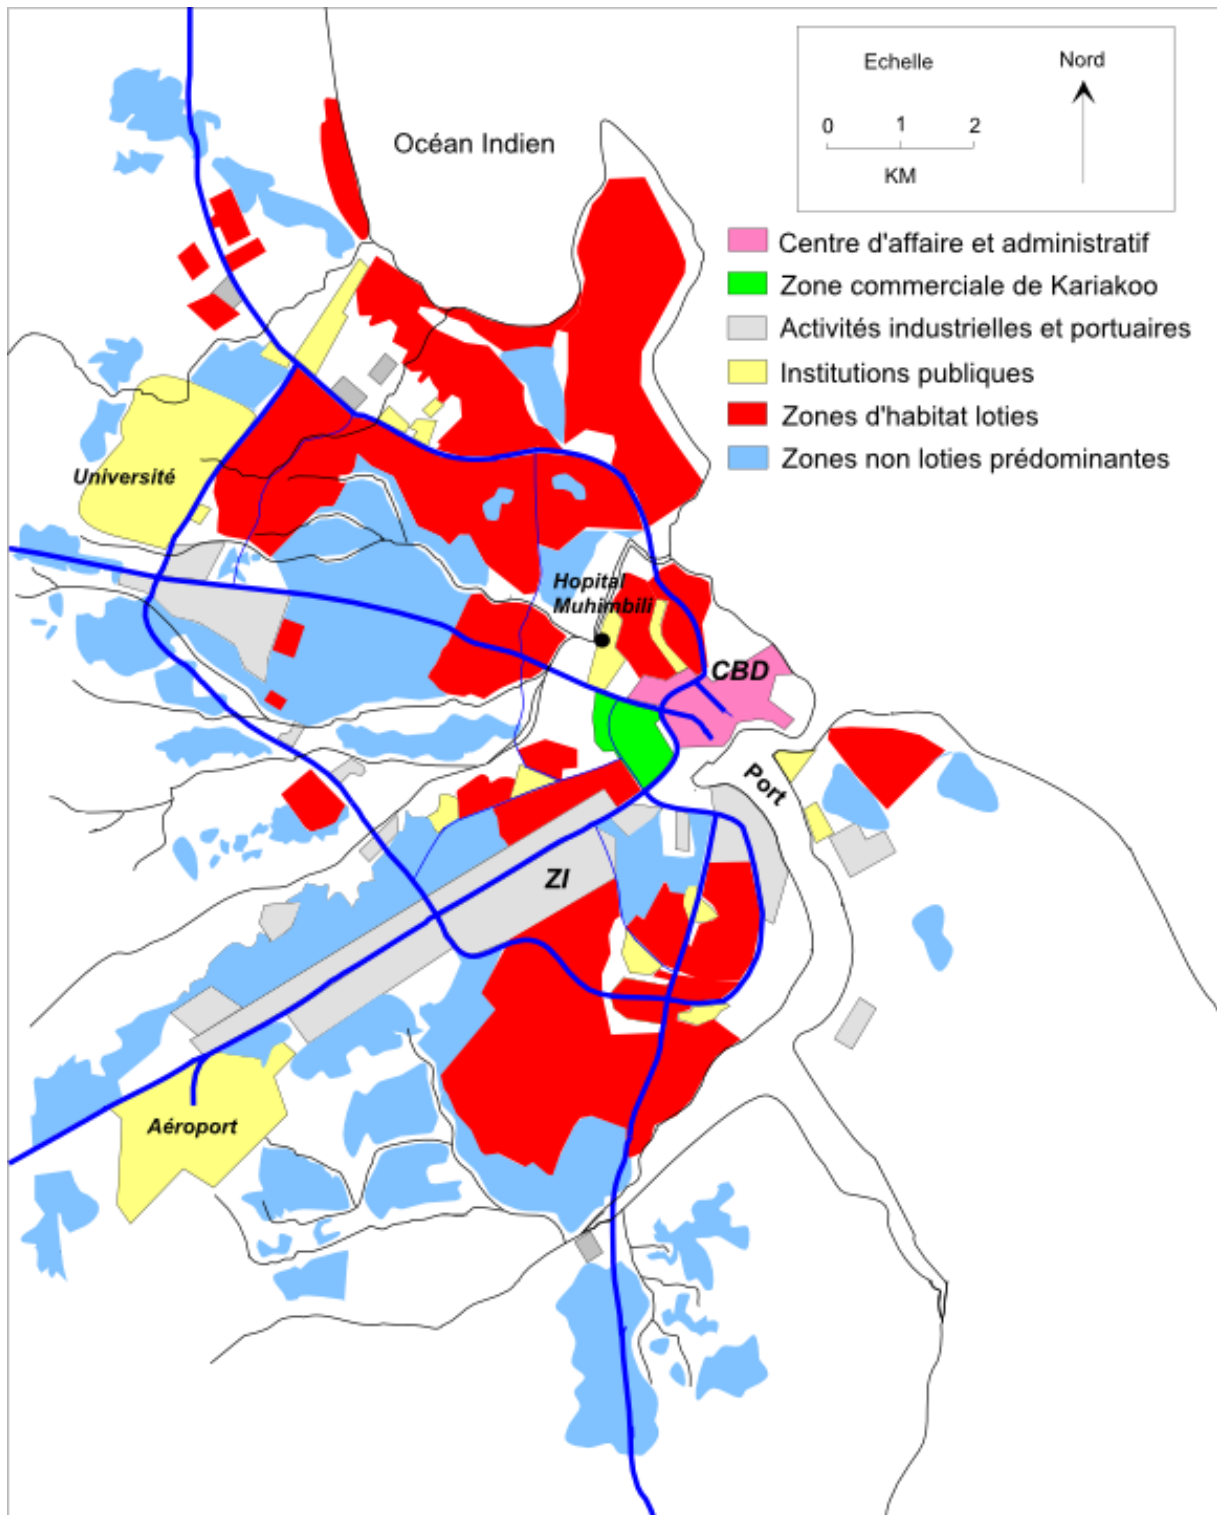 Echelle
Nord
0 1 2
KM
Océan Indien
Centre d'affaire et administratif
Zone commerciale de Kariakoo
Activités industrielles et portuaires
Institutions publiques
Zones d'habitat loties
Zones non loties prédominantes
Université
Hopital
Muhimbili
CBD
Port
ZI
Aéroport